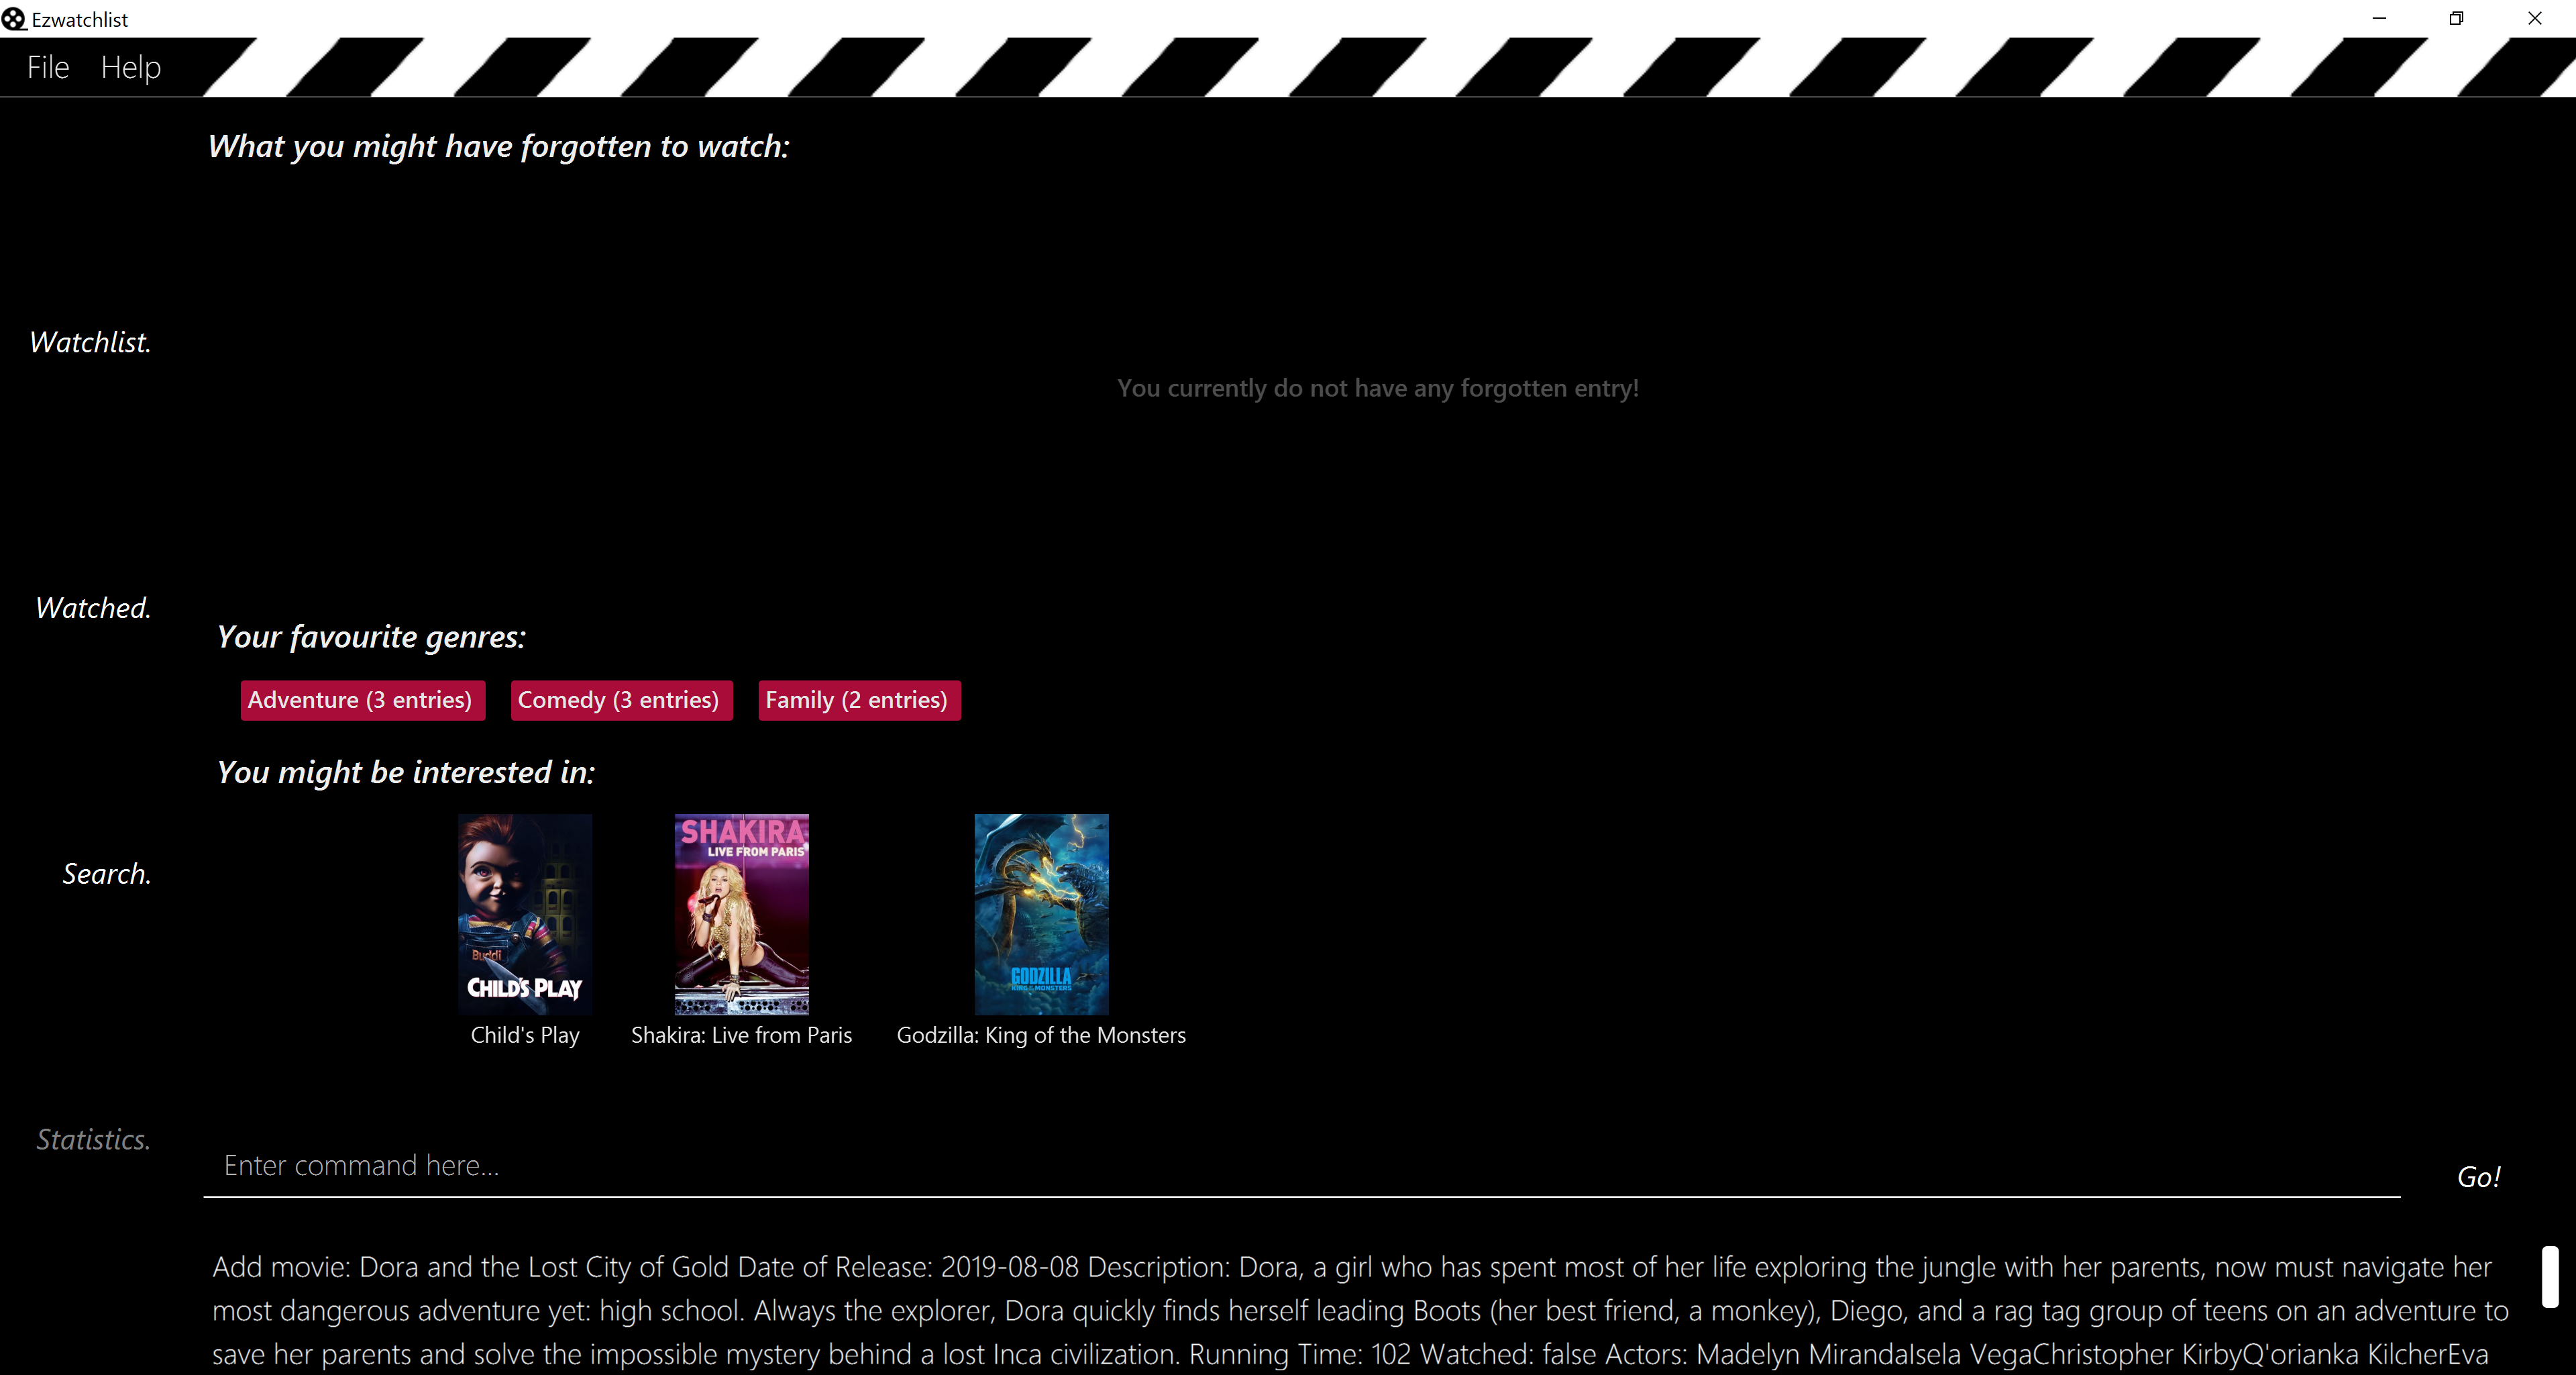 Ezwatchlist
File Help
What you might have forgotten to watch:
Watchlist.
You currently do not have any forgotten entry!
Watched.
Your favourite genres:
Adventure (3 entries) Comedy (3 entries) Family (2 entries)
You might be interested in:
SHAKIRA
LIVE FROM PARIS
Search.
Buddi
CHILD'S PLAY
GODZILLA
KING OF THE MONSTERS
Child's Play Shakira: Live from Paris Godzilla: King of the Monsters
Statistics.
Enter command here...
Go!
Add movie: Dora and the Lost City of Gold Date of Release: 2019-08-08 Description: Dora, a girl who has spent most of her life exploring the jungle with her parents, now must navigate her
most dangerous adventure yet: high school. Always the explorer, Dora quickly finds herself leading Boots (her best friend, a monkey), Diego, and a rag tag group of teens on an adventure to
save her parents and solve the impossible mystery behind a lost Inca civilization. Running Time: 102 Watched: false Actors: Madelyn MirandaIsela VegaChristopher KirbyQ'orianka KilcherEva